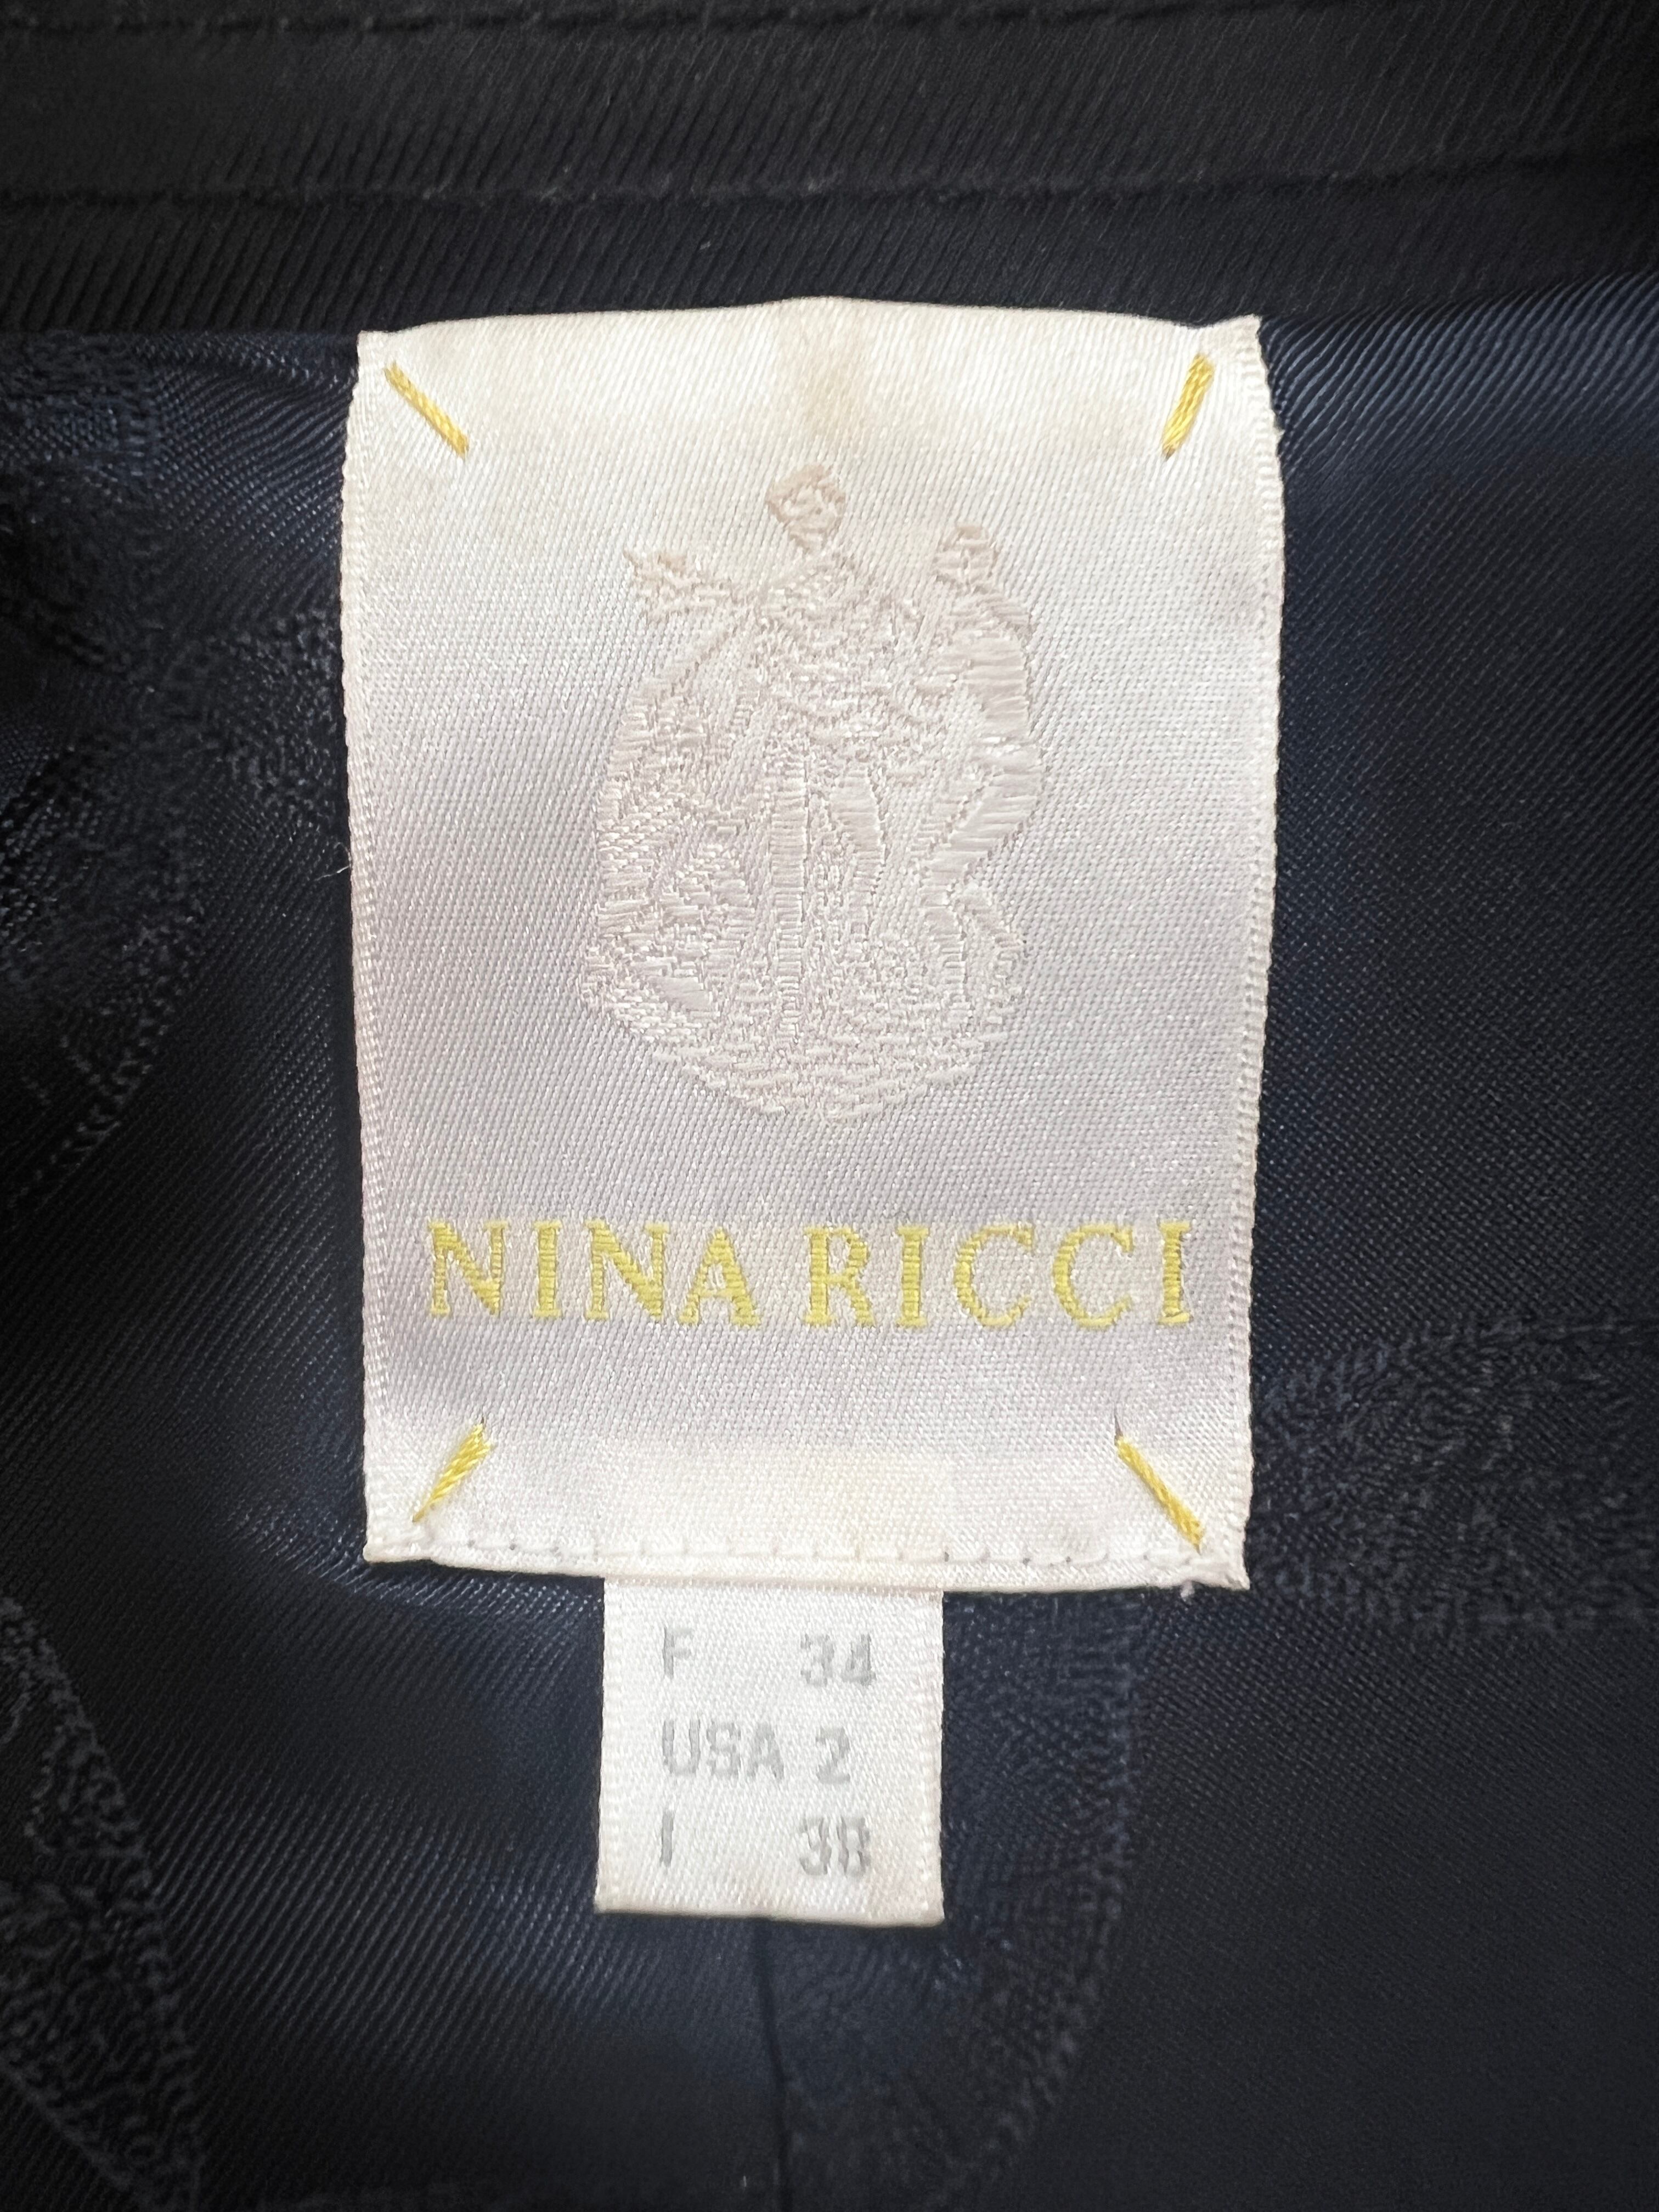 NINA RICCI
F 34
USA 2
I 38